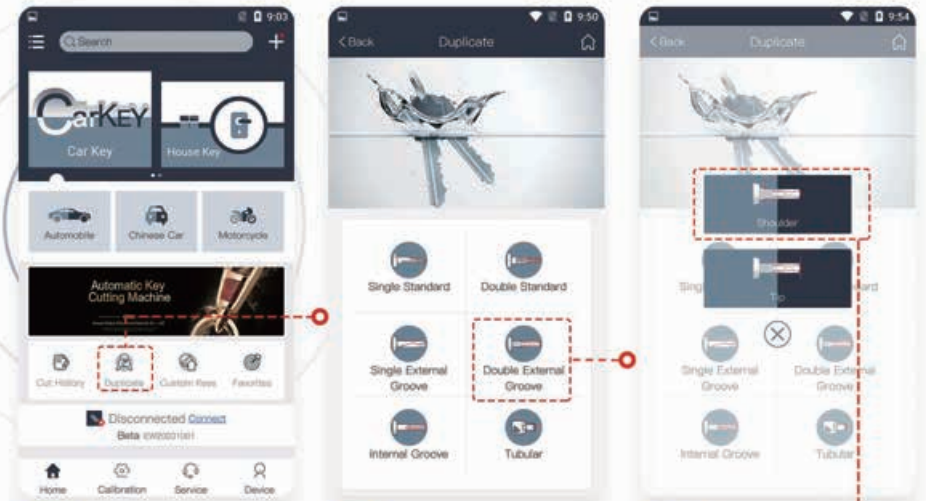 9:03
Search
CarKEY
Car Key
House Key
Automobile
Chinese Car
Motorcycle
Automatic Key
Cutting Machine
Cut History
Duplicate
Custom Keys
Favorites
Disconnected Connect
Beta
Home
Calibration
Service
Device
9:50
< Back
Duplicate
Single Standard
Double Standard
Single External
Groove
Double External
Groove
Internal Groove
Tubular
9:54
< Back
Duplicate
Shoulder
Tip
Single External
Groove
Double External
Groove
Internal Groove
Tubular